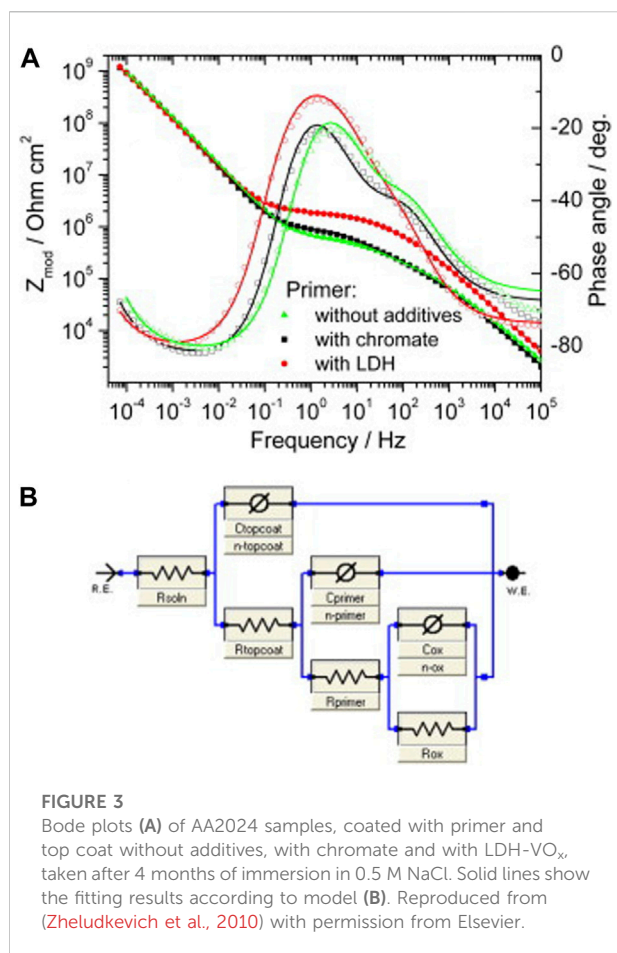 A
10⁹
10⁸
10⁷
10⁶
10⁵
10⁴
Z_mod / Ohm cm²
0
-20
-40
-60
-80
Phase angle / deg.
Primer:
without additives
with chromate
with LDH
10⁻⁴ 10⁻³ 10⁻² 10⁻¹ 10⁰ 10¹ 10² 10³ 10⁴ 10⁵
Frequency / Hz
B
Ctopcoat
n-topcoat
R.E.
Rsoln
Cprimer
n-primer
W.E.
Rtopcoat
Cox
n-ox
Rprimer
Rox
FIGURE 3
Bode plots (A) of AA2024 samples, coated with primer and
top coat without additives, with chromate and with LDH-VOₓ,
taken after 4 months of immersion in 0.5 M NaCl. Solid lines show
the fitting results according to model (B). Reproduced from
(Zheludkevich et al., 2010) with permission from Elsevier.